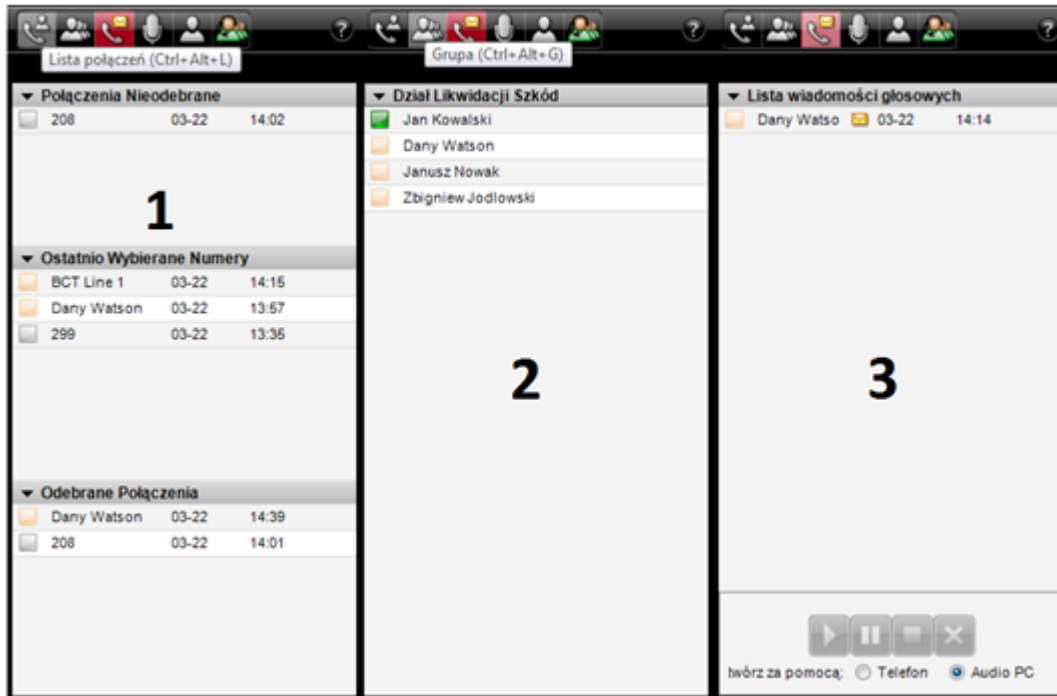 ?
Lista połączeń (Ctrl+Alt+L)
Połączenia Nieodebrane
208 03-22 14:02
1
Ostatnio Wybierane Numery
BCT Line 1 03-22 14:15
Dany Watson 03-22 13:57
299 03-22 13:35
Odebrane Połączenia
Dany Watson 03-22 14:39
208 03-22 14:01
?
Grupa (Ctrl+Alt+G)
Dział Likwidacji Szkód
Jan Kowalski
Dany Watson
Janusz Nowak
Zbigniew Jodlowski
2
?
Lista wiadomości głosowych
Dany Watso 03-22 14:14
3
twórz za pomocą: Telefon Audio PC